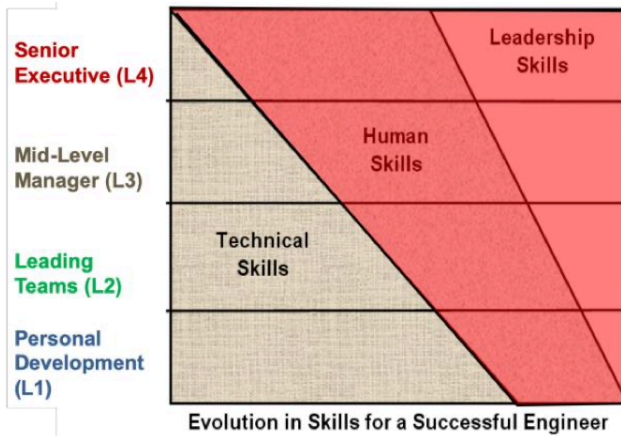 Senior
Executive (L4)
Leadership
Skills
Mid-Level
Manager (L3)
Human
Skills
Technical
Skills
Leading
Teams (L2)
Personal
Development
(L1)
Evolution in Skills for a Successful Engineer